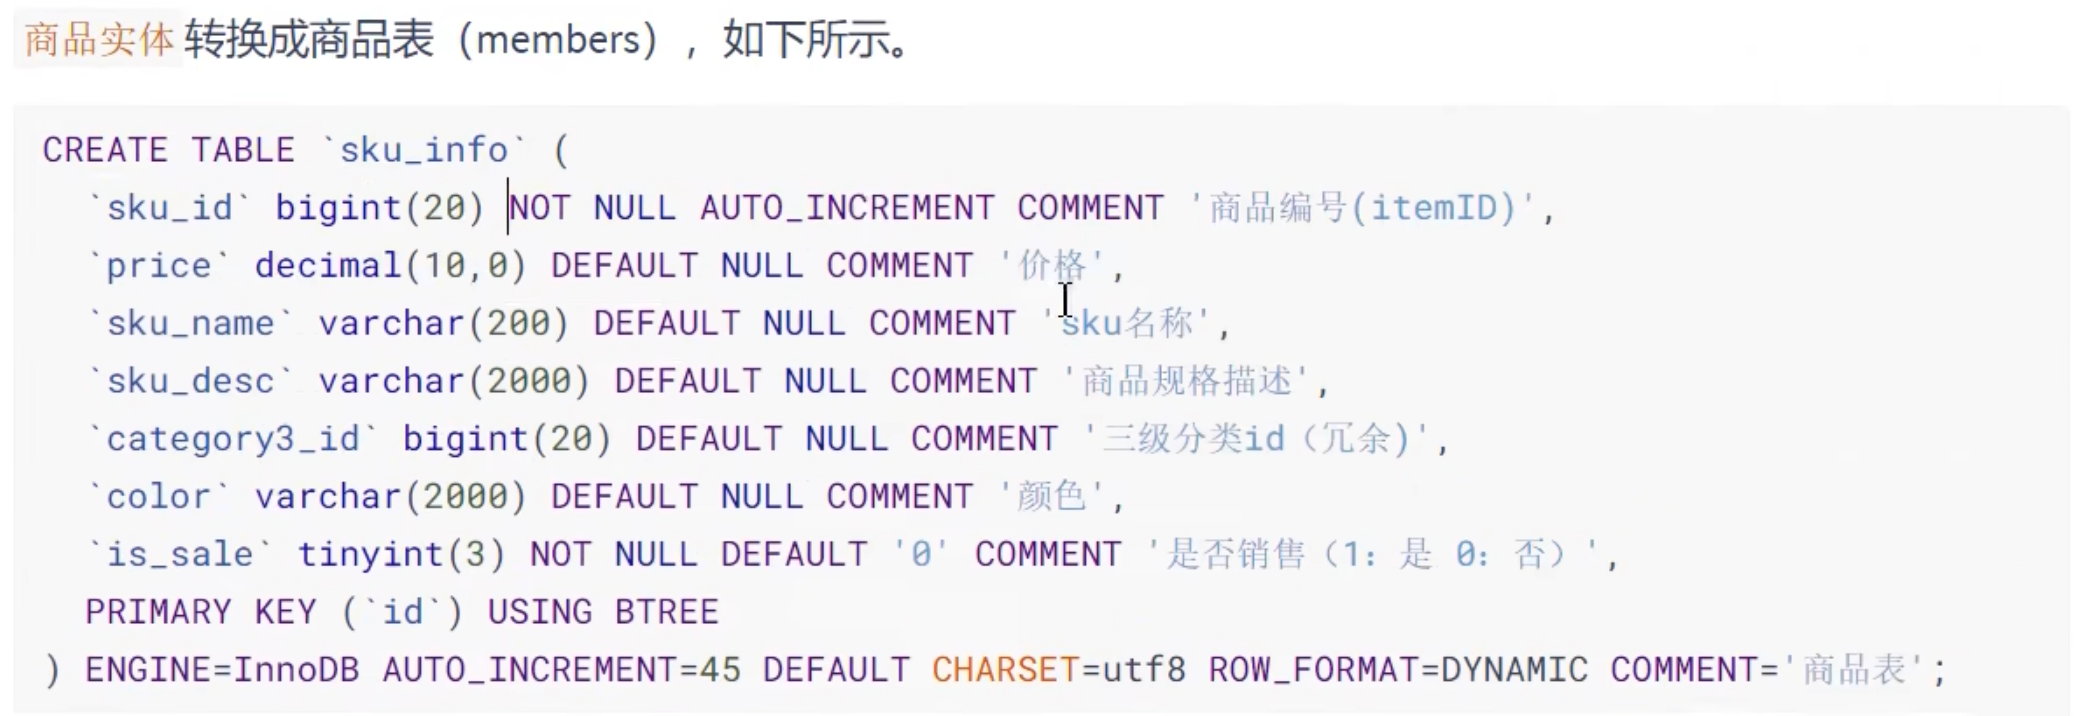 商品实体 转换成商品表（members），如下所示。
CREATE TABLE `sku_info` (
`sku_id` bigint(20) NOT NULL AUTO_INCREMENT COMMENT '商品编号(itemID)',
`price` decimal(10,0) DEFAULT NULL COMMENT '价格',
`sku_name` varchar(200) DEFAULT NULL COMMENT 'sku名称',
`sku_desc` varchar(2000) DEFAULT NULL COMMENT '商品规格描述',
`category3_id` bigint(20) DEFAULT NULL COMMENT '三级分类id（冗余)',
`color` varchar(2000) DEFAULT NULL COMMENT '颜色',
`is_sale` tinyint(3) NOT NULL DEFAULT '0' COMMENT '是否销售（1：是 0：否）',
PRIMARY KEY (`id`) USING BTREE
) ENGINE=InnoDB AUTO_INCREMENT=45 DEFAULT CHARSET=utf8 ROW_FORMAT=DYNAMIC COMMENT='商品表';